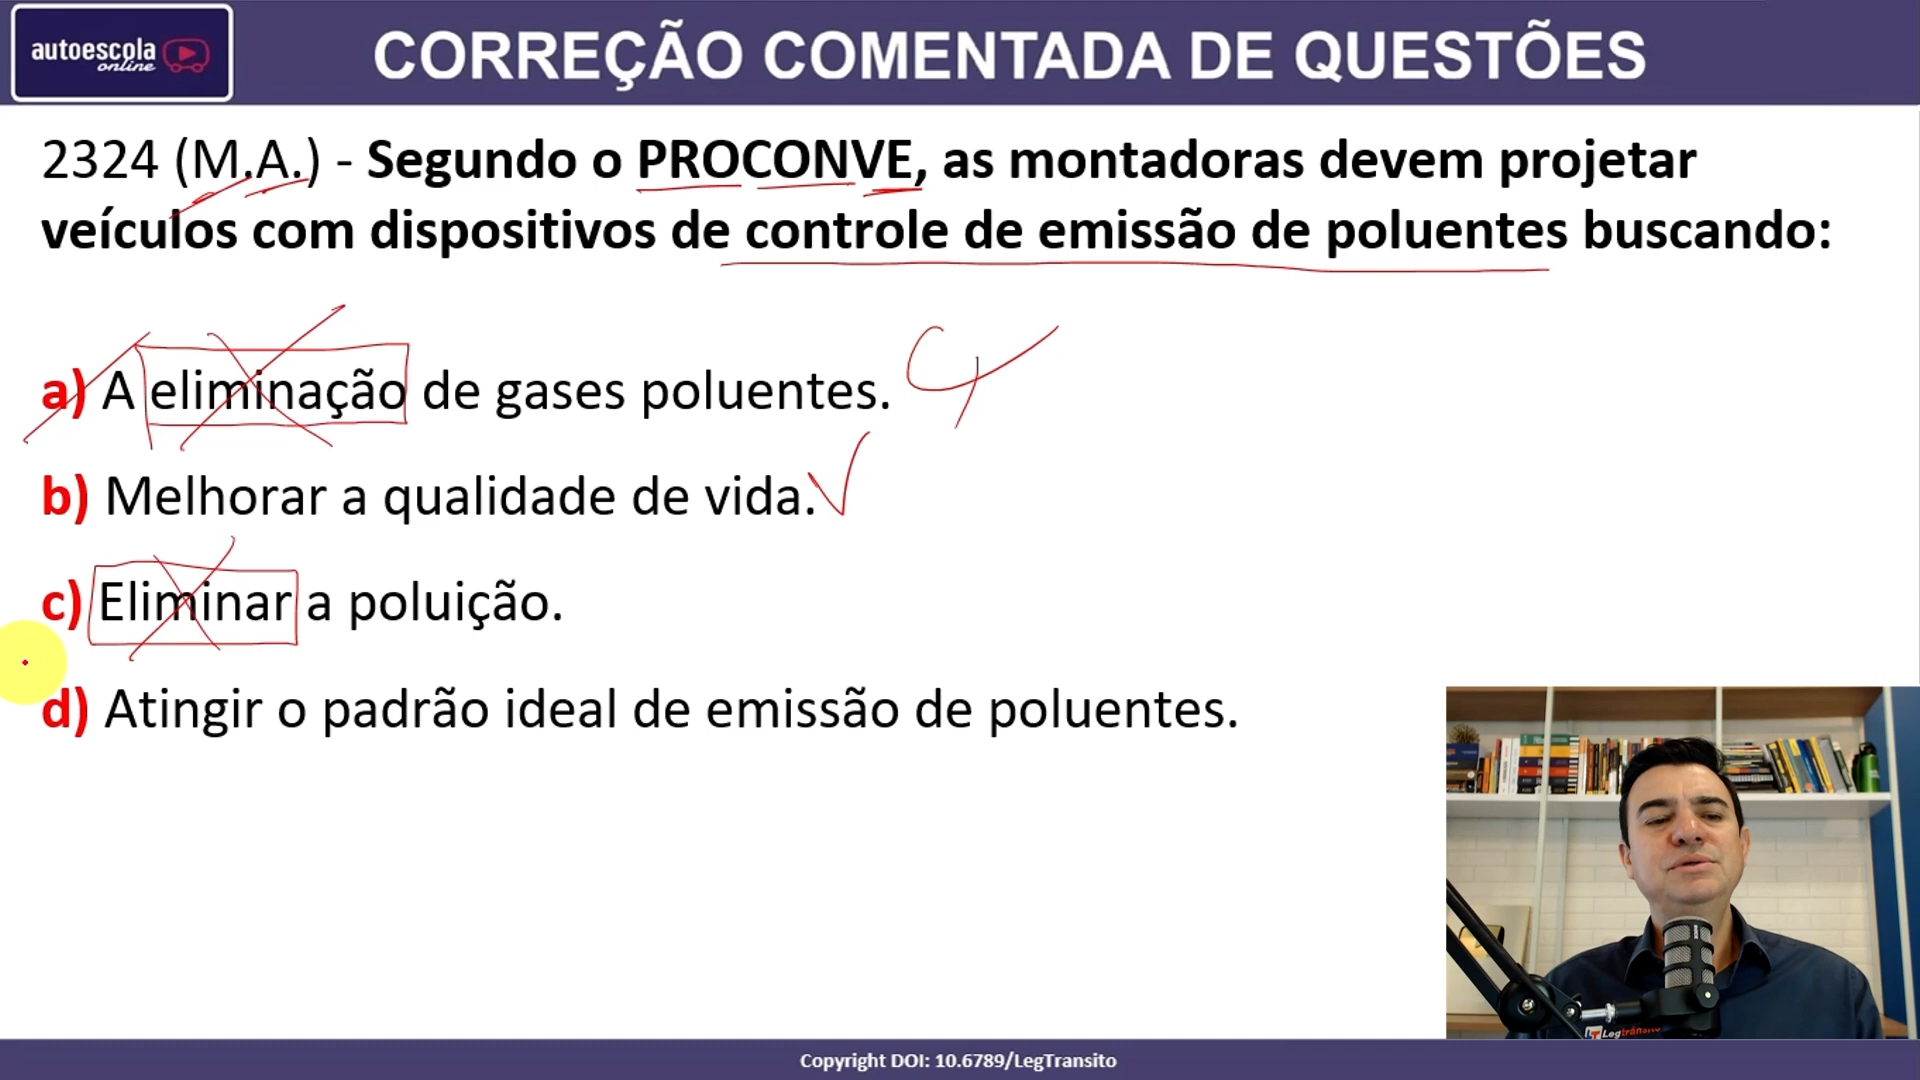 autoescola
online
CORREÇÃO COMENTADA DE QUESTÕES
2324 (M.A.) - Segundo o PROCONVE, as montadoras devem projetar
veículos com dispositivos de controle de emissão de poluentes buscando:
a) A eliminação de gases poluentes.
b) Melhorar a qualidade de vida.
c) Eliminar a poluição.
d) Atingir o padrão ideal de emissão de poluentes.
LT Legtrânsito
Copyright DOI: 10.6789/LegTransito